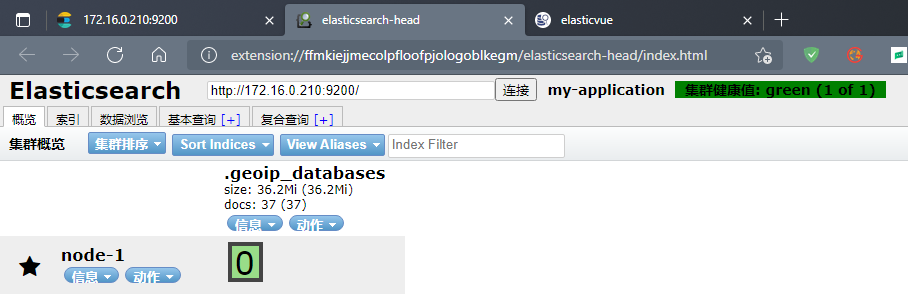 172.16.0.210:9200 elasticsearch-head elasticvue
extension://ffmkiejjmecolpfloofpjologoblkegm/elasticsearch-head/index.html
Elasticsearch http://172.16.0.210:9200/ 连接 my-application 集群健康值: green (1 of 1)
概览 索引 数据浏览 基本查询 [+] 复合查询 [+]
集群概览 集群排序 Sort Indices View Aliases Index Filter
.geoip_databases
size: 36.2Mi (36.2Mi)
docs: 37 (37)
信息 动作
node-1 0
信息 动作